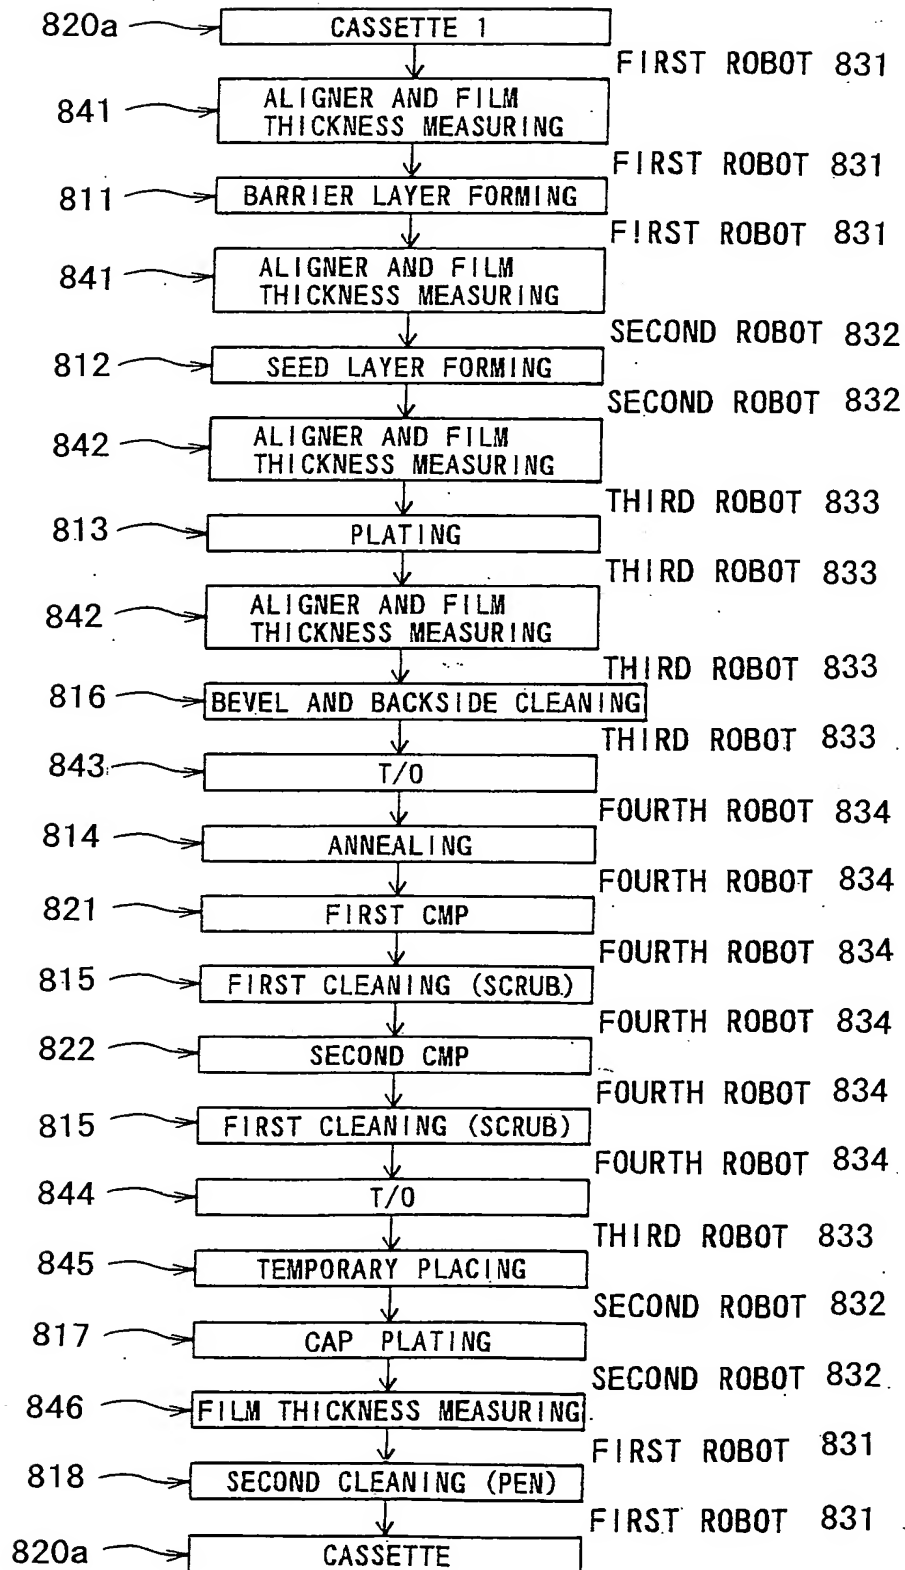 820a CASSETTE 1
FIRST ROBOT 831
841 ALIGNER AND FILM
THICKNESS MEASURING
FIRST ROBOT 831
811 BARRIER LAYER FORMING
FIRST ROBOT 831
841 ALIGNER AND FILM
THICKNESS MEASURING
SECOND ROBOT 832
812 SEED LAYER FORMING
SECOND ROBOT 832
842 ALIGNER AND FILM
THICKNESS MEASURING
THIRD ROBOT 833
813 PLATING
THIRD ROBOT 833
842 ALIGNER AND FILM
THICKNESS MEASURING
THIRD ROBOT 833
816 BEVEL AND BACKSIDE CLEANING
THIRD ROBOT 833
843 T/O
FOURTH ROBOT 834
814 ANNEALING
FOURTH ROBOT 834
821 FIRST CMP
FOURTH ROBOT 834
815 FIRST CLEANING (SCRUB)
FOURTH ROBOT 834
822 SECOND CMP
FOURTH ROBOT 834
815 FIRST CLEANING (SCRUB)
FOURTH ROBOT 834
844 T/O
THIRD ROBOT 833
845 TEMPORARY PLACING
SECOND ROBOT 832
817 CAP PLATING
SECOND ROBOT 832
846 FILM THICKNESS MEASURING
FIRST ROBOT 831
818 SECOND CLEANING (PEN)
FIRST ROBOT 831
820a CASSETTE